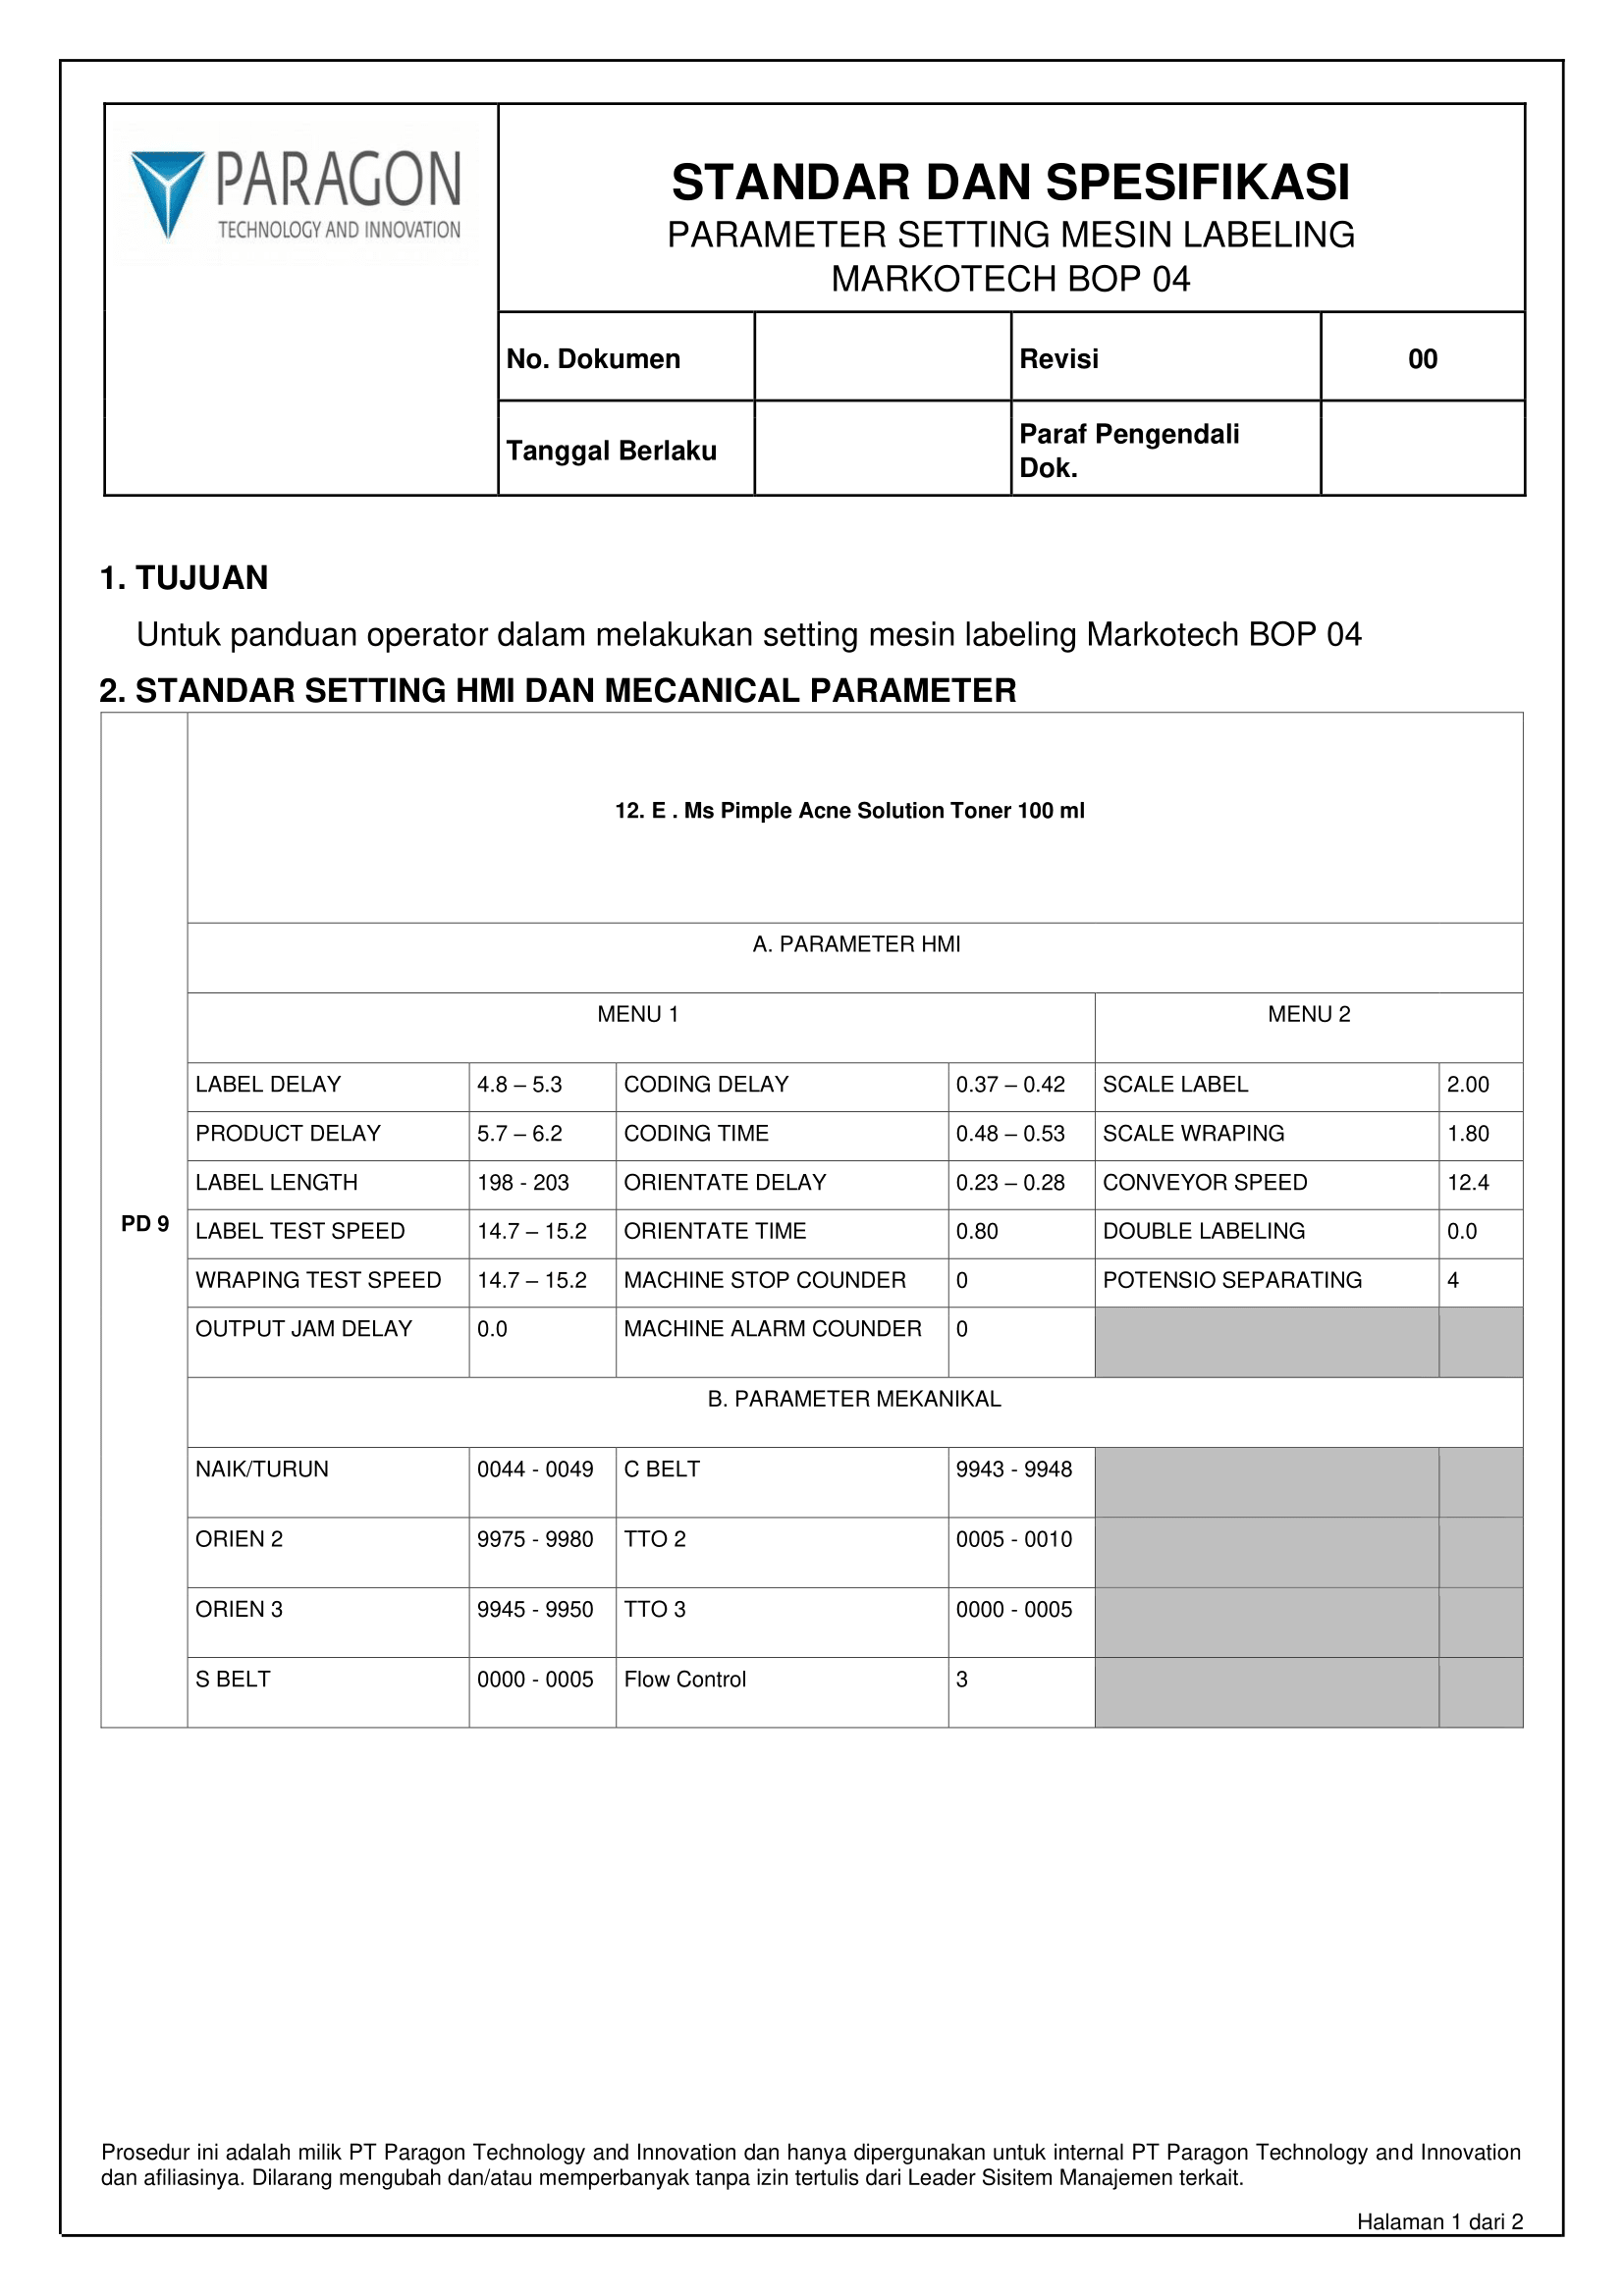 PARAGON
TECHNOLOGY AND INNOVATION
STANDAR DAN SPESIFIKASI
PARAMETER SETTING MESIN LABELING
MARKOTECH BOP 04
No. Dokumen Revisi 00
Tanggal Berlaku Paraf Pengendali
Dok.
1. TUJUAN
Untuk panduan operator dalam melakukan setting mesin labeling Markotech BOP 04
2. STANDAR SETTING HMI DAN MECANICAL PARAMETER
PD 9
12. E . Ms Pimple Acne Solution Toner 100 ml
A. PARAMETER HMI
MENU 1 MENU 2
LABEL DELAY 4.8 – 5.3 CODING DELAY 0.37 – 0.42 SCALE LABEL 2.00
PRODUCT DELAY 5.7 – 6.2 CODING TIME 0.48 – 0.53 SCALE WRAPING 1.80
LABEL LENGTH 198 - 203 ORIENTATE DELAY 0.23 – 0.28 CONVEYOR SPEED 12.4
LABEL TEST SPEED 14.7 – 15.2 ORIENTATE TIME 0.80 DOUBLE LABELING 0.0
WRAPING TEST SPEED 14.7 – 15.2 MACHINE STOP COUNDER 0 POTENSIO SEPARATING 4
OUTPUT JAM DELAY 0.0 MACHINE ALARM COUNDER 0
B. PARAMETER MEKANIKAL
NAIK/TURUN 0044 - 0049 C BELT 9943 - 9948
ORIEN 2 9975 - 9980 TTO 2 0005 - 0010
ORIEN 3 9945 - 9950 TTO 3 0000 - 0005
S BELT 0000 - 0005 Flow Control 3
Prosedur ini adalah milik PT Paragon Technology and Innovation dan hanya dipergunakan untuk internal PT Paragon Technology and Innovation
dan afiliasinya. Dilarang mengubah dan/atau memperbanyak tanpa izin tertulis dari Leader Sisitem Manajemen terkait.
Halaman 1 dari 2